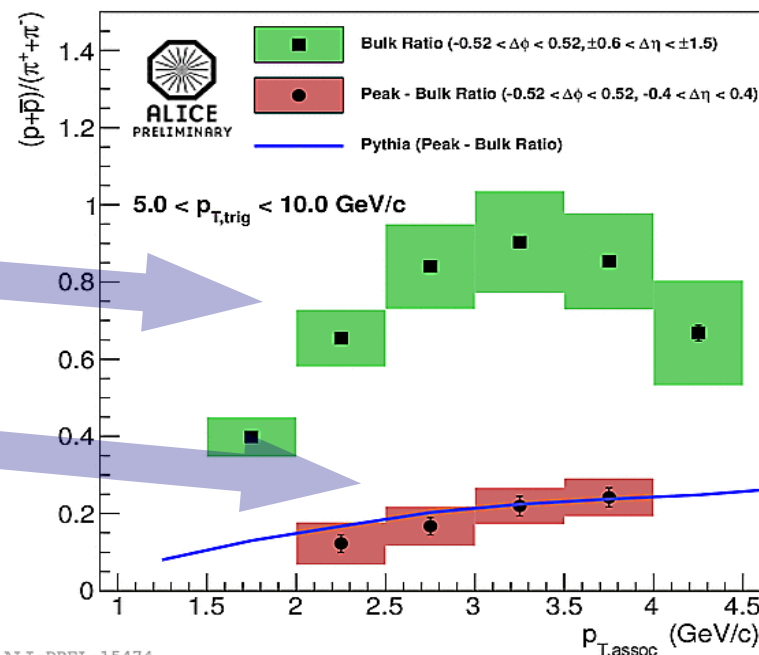 (p+p̅)/(π⁺+π⁻)
1.4
1.2
1
0.8
0.6
0.4
0.2
0
ALICE
PRELIMINARY
Bulk Ratio (-0.52 < Δϕ < 0.52, ±0.6 < Δη < ±1.5)
Peak - Bulk Ratio (-0.52 < Δϕ < 0.52, -0.4 < Δη < 0.4)
Pythia (Peak - Bulk Ratio)
5.0 < p_T,trig < 10.0 GeV/c
1 1.5 2 2.5 3 3.5 4 4.5
p_T,assoc (GeV/c)